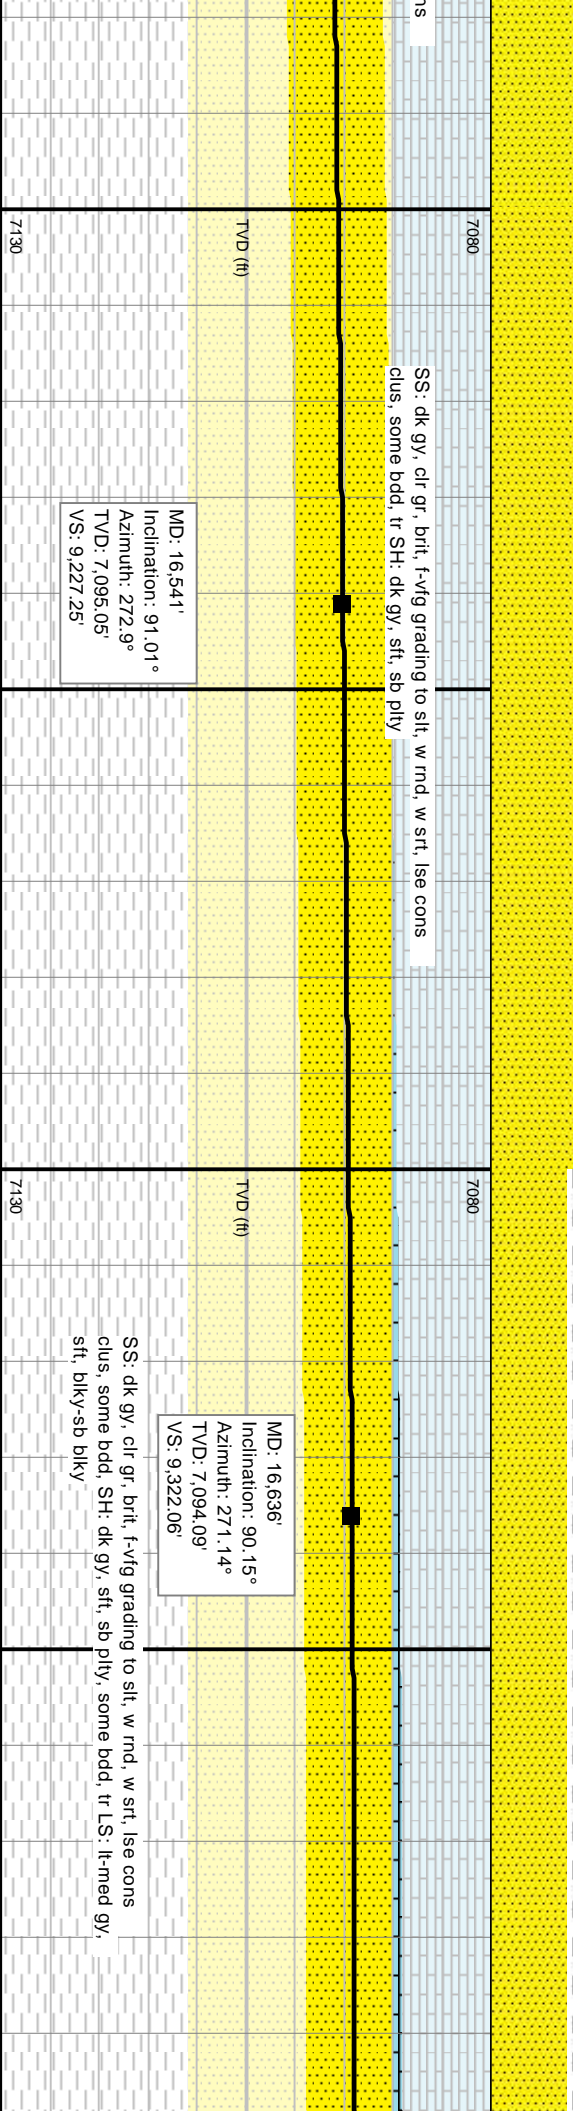 ns
7080
TVD (ft)
7130
SS: dk gy, clr gr, brit, f-vfg grading to slt, w rnd, w srt, lse cons
clus, some bdd, tr SH: dk gy, sft, sb plty
MD: 16,541'
Inclination: 91.01°
Azimuth: 272.9°
TVD: 7,095.05'
VS: 9,227.25'
7080
TVD (ft)
7130
MD: 16,636'
Inclination: 90.15°
Azimuth: 271.14°
TVD: 7,094.09'
VS: 9,322.06'
SS: dk gy, clr gr, brit, f-vfg grading to slt, w rnd, w srt, lse cons
clus, some bdd, SH: dk gy, sft, sb plty, some bdd, tr LS: lt-med gy,
sft, blky-sb blky